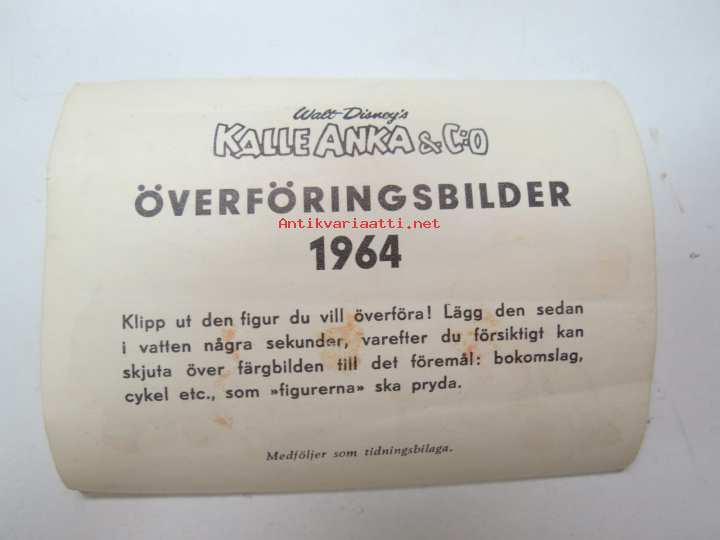 Walt Disney's
KALLE ANKA & C:O
ÖVERFÖRINGSBILDER
Antikvariaatti.net
1964
Klipp ut den figur du vill överföra! Lägg den sedan
i vatten några sekunder, varefter du försiktigt kan
skjuta över färgbilden till det föremål: bokomslag,
cykel etc., som »figurerna» ska pryda.
Medföljer som tidningsbilaga.